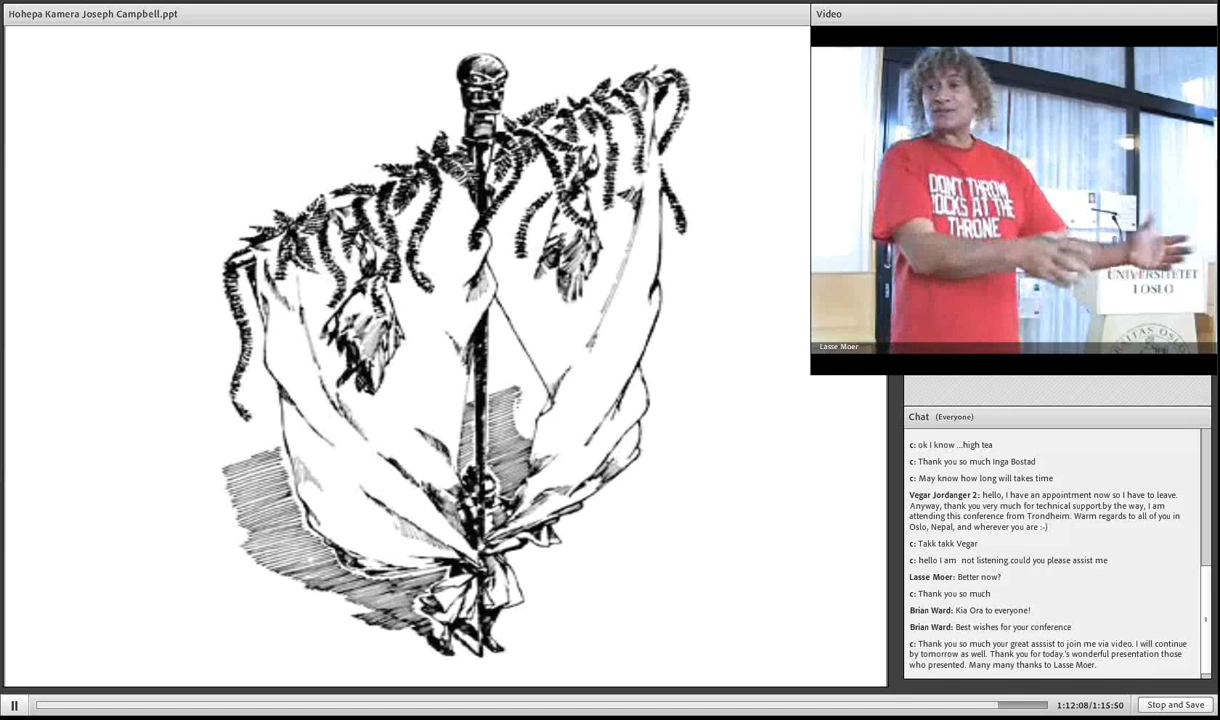 Hohepa Kamera Joseph Campbell.ppt
Video
DON'T THROW
ROCKS AT THE
THRONE
UNIVERSITETET
I OSLO
Lasse Moer
Chat (Everyone)
c: ok I know ...high tea
c: Thank you so much Inga Bostad
c: May know how long will takes time
Vegar Jordanger 2: hello, I have an appointment now so I have to leave.
Anyway, thank you very much for technical support.by the way, I am
attending this conference from Trondheim. Warm regards to all of you in
Oslo, Nepal, and wherever you are :-)
c: Takk takk Vegar
c: hello I am not listening.could you please assist me
Lasse Moer: Better now?
c: Thank you so much
Brian Ward: Kia Ora to everyone!
Brian Ward: Best wishes for your conference
c: Thank you so much your great asssist to join me via video. I will continue
by tomorrow as well. Thank you for today.'s wonderful presentation those
who presented. Many many thanks to Lasse Moer.
1:12:08/1:15:50
Stop and Save